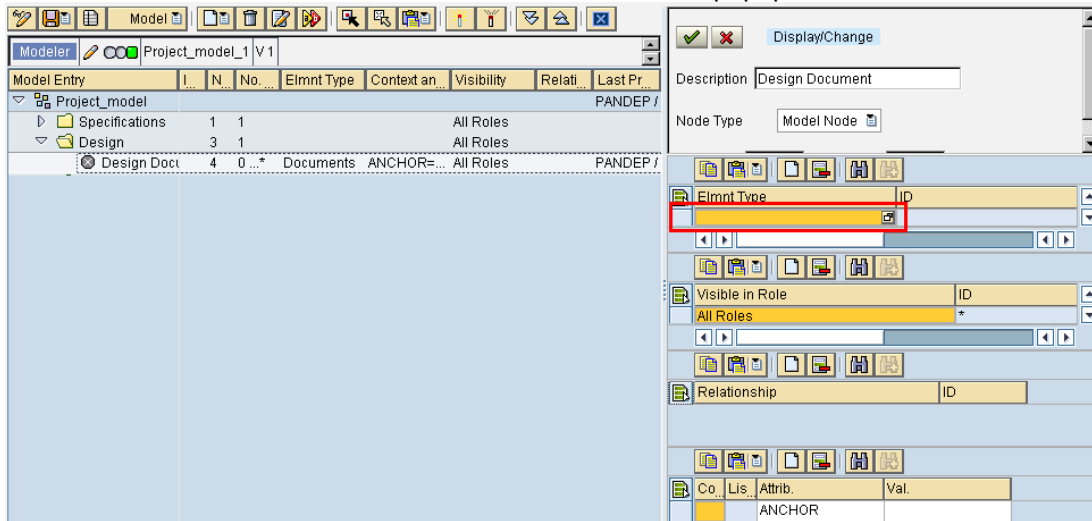 Model
Modeler Project_model_1 V 1
Model Entry I... N... No. ... Elmnt Type Context an... Visibility Relati... Last Pr...
Project_model PANDEP /
Specifications 1 1 All Roles
Design 3 1 All Roles
Design Docu 4 0 ...* Documents ANCHOR=... All Roles PANDEP /
Display/Change
Description Design Document
Node Type Model Node
Elmnt Type ID
Visible in Role ID
All Roles *
Relationship ID
Co... Lis... Attrib. Val.
ANCHOR